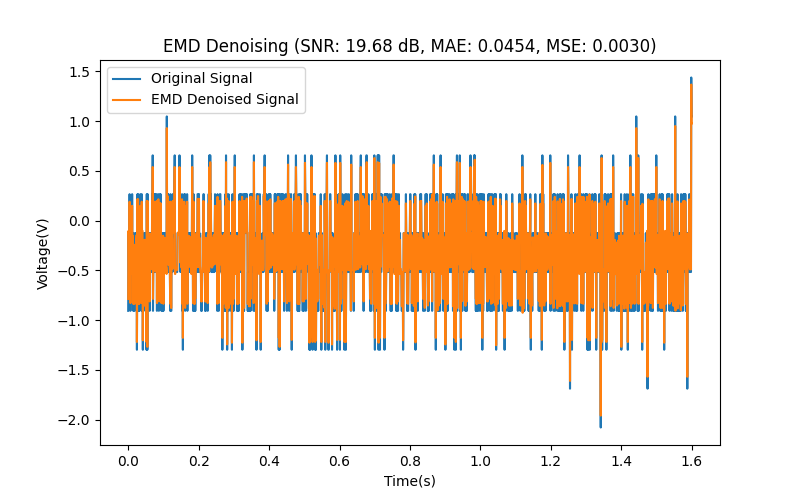 EMD Denoising (SNR: 19.68 dB, MAE: 0.0454, MSE: 0.0030)
Original Signal
EMD Denoised Signal
1.5
1.0
0.5
0.0
−0.5
−1.0
−1.5
−2.0
Voltage(V)
0.0 0.2 0.4 0.6 0.8 1.0 1.2 1.4 1.6
Time(s)